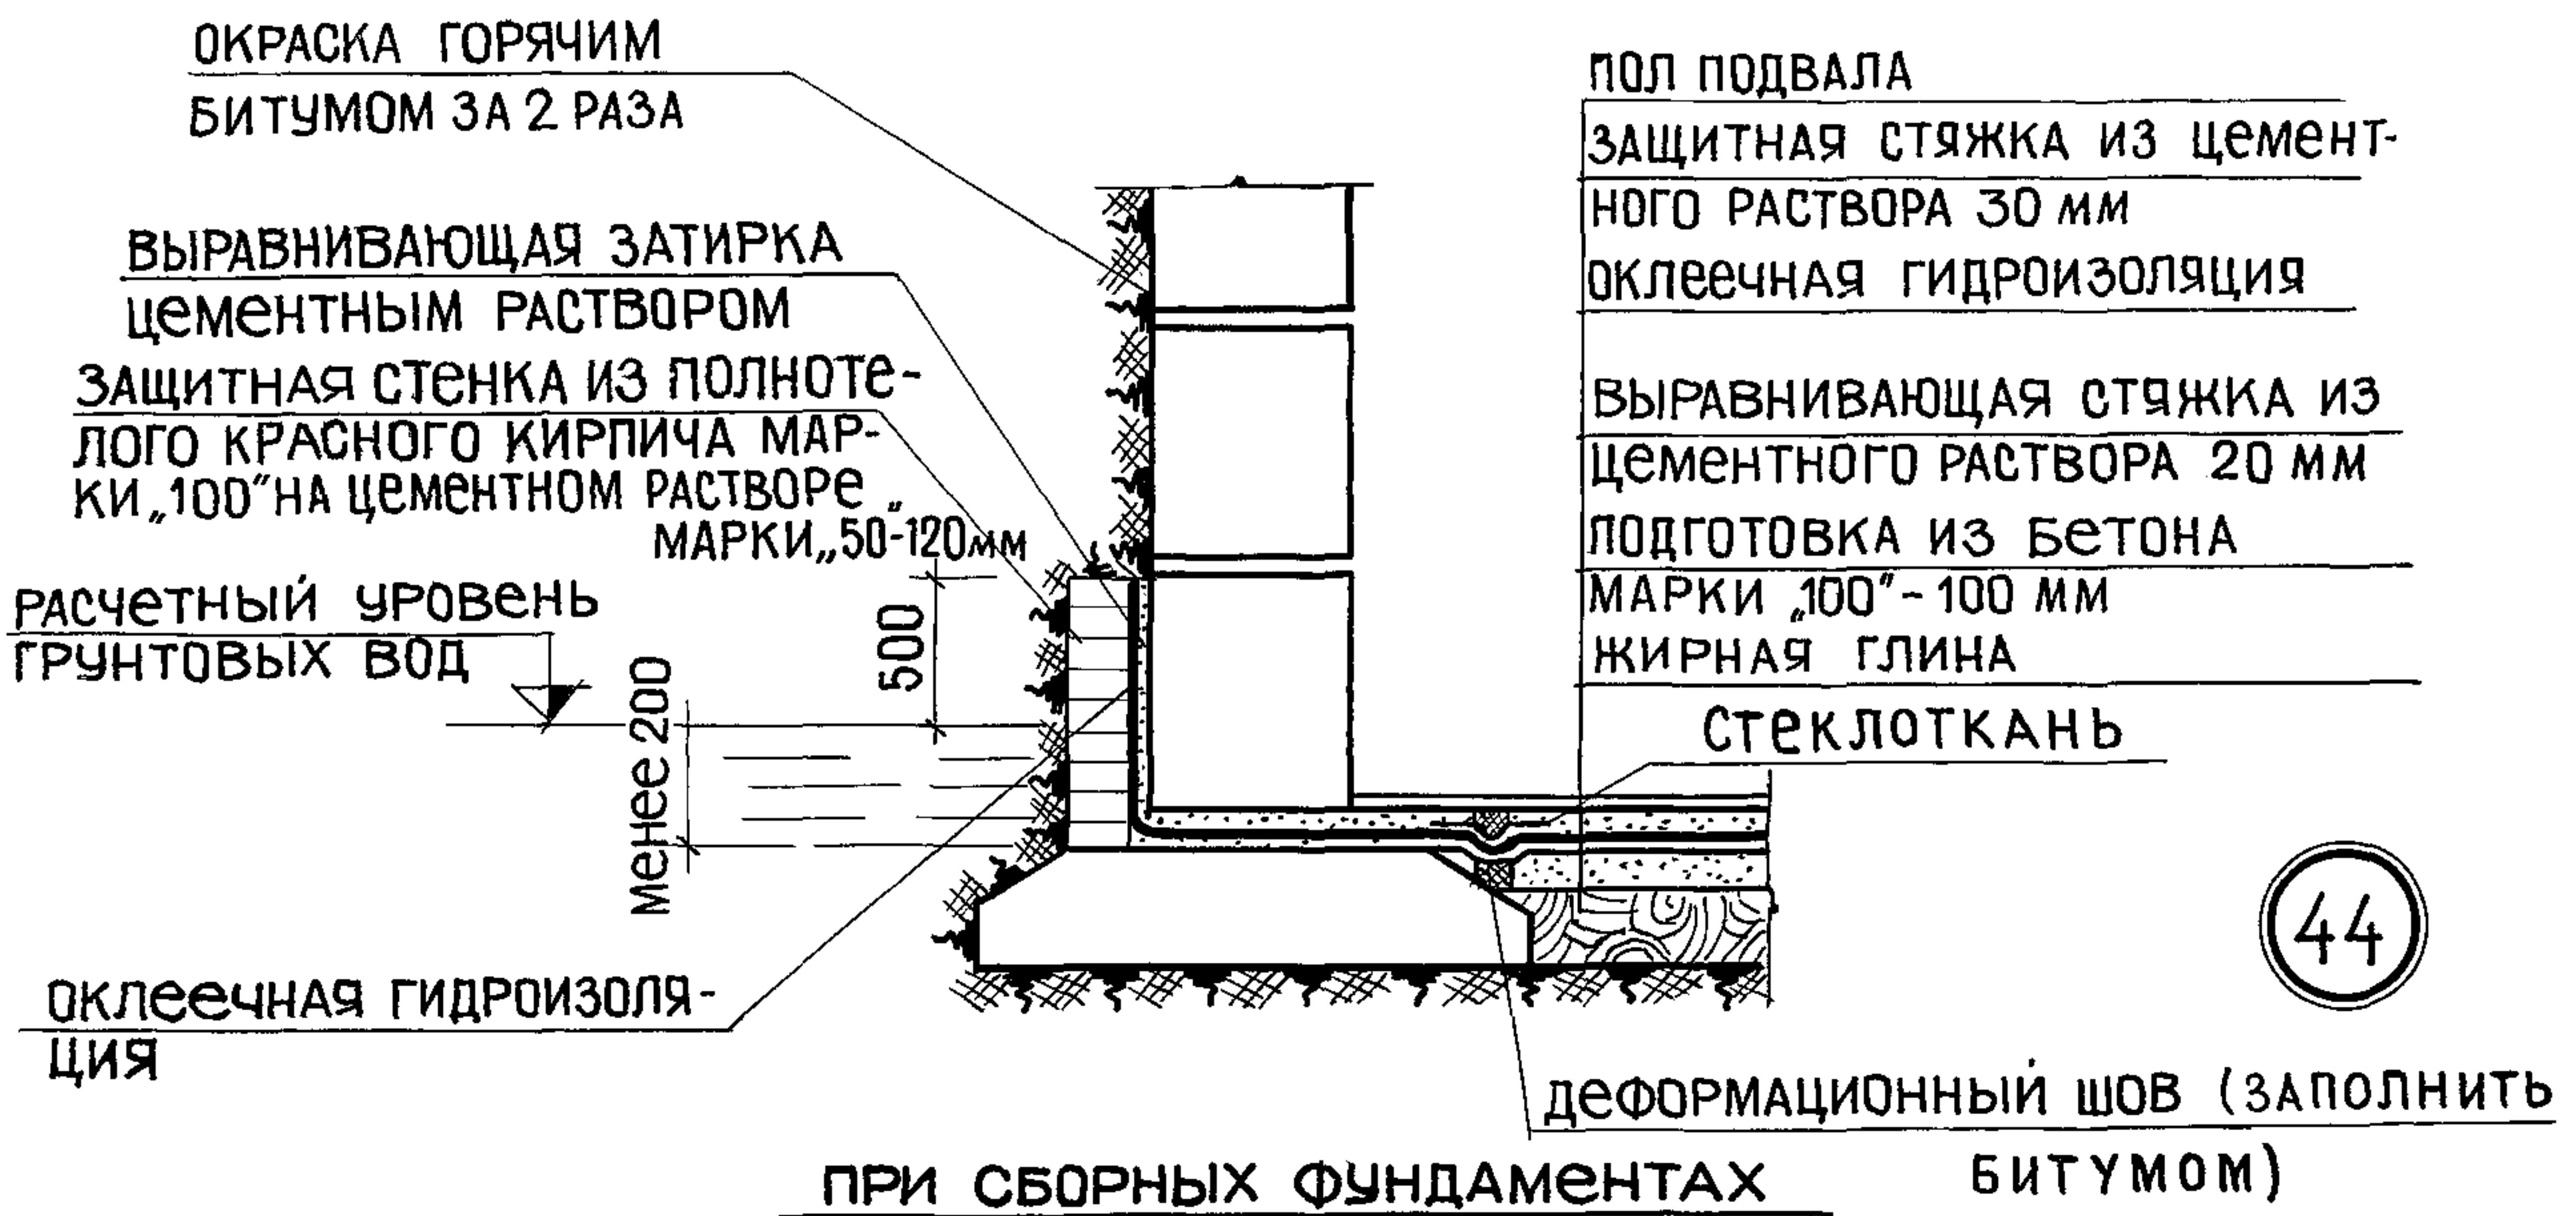 ОКРАСКА ГОРЯЧИМ
БИТУМОМ ЗА 2 РАЗА
ВЫРАВНИВАЮЩАЯ ЗАТИРКА
ЦЕМЕНТНЫМ РАСТВОРОМ
ЗАЩИТНАЯ СТЕНКА ИЗ ПОЛНОТЕ-
ЛОГО КРАСНОГО КИРПИЧА МАР-
КИ „100" НА ЦЕМЕНТНОМ РАСТВОРЕ
МАРКИ „50"-120мм
РАСЧЕТНЫЙ УРОВЕНЬ
ГРУНТОВЫХ ВОД
500
МЕНЕЕ 200
ОКЛЕЕЧНАЯ ГИДРОИЗОЛЯ-
ЦИЯ
ПОЛ ПОДВАЛА
ЗАЩИТНАЯ СТЯЖКА ИЗ ЦЕМЕНТ-
НОГО РАСТВОРА 30 мм
ОКЛЕЕЧНАЯ ГИДРОИЗОЛЯЦИЯ
ВЫРАВНИВАЮЩАЯ СТЯЖКА ИЗ
ЦЕМЕНТНОГО РАСТВОРА 20 ММ
ПОДГОТОВКА ИЗ БЕТОНА
МАРКИ „100"- 100 ММ
ЖИРНАЯ ГЛИНА
СТЕКЛОТКАНЬ
44
ДЕФОРМАЦИОННЫЙ ШОВ (ЗАПОЛНИТЬ
БИТУМОМ)
ПРИ СБОРНЫХ ФУНДАМЕНТАХ